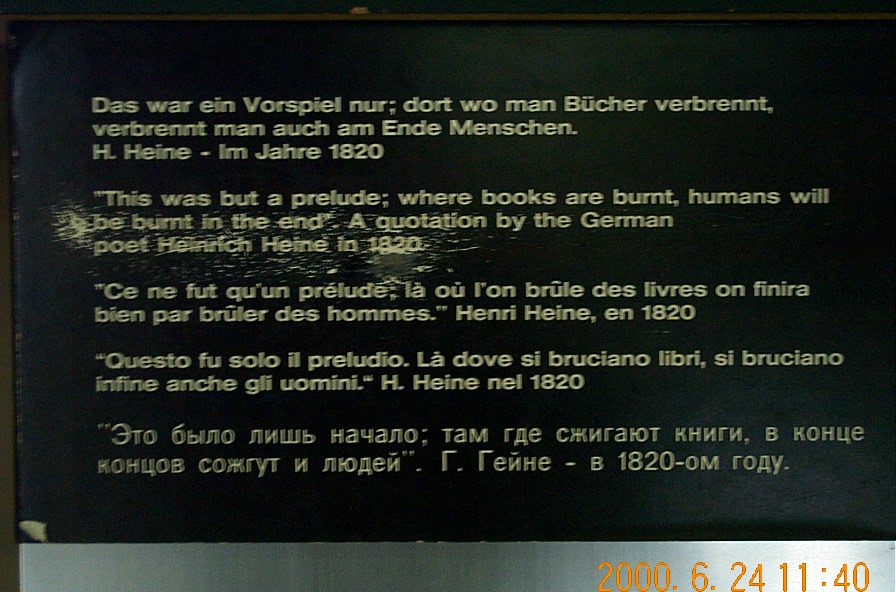 Das war ein Vorspiel nur; dort wo man Bücher verbrennt,
verbrennt man auch am Ende Menschen.
H. Heine - Im Jahre 1820
"This was but a prelude; where books are burnt, humans will
be burnt in the end". A quotation by the German
poet Heinrich Heine in 1820
"Ce ne fut qu'un prélude; là où l'on brûle des livres on finira
bien par brûler des hommes." Henri Heine, en 1820
“Questo fu solo il preludio. Là dove si bruciano libri, si bruciano
infine anche gli uomini.“ H. Heine nel 1820
"Это было лишь начало; там где сжигают книги, в конце
концов сожгут и людей". Г. Гейне - в 1820-ом году.
2000. 6. 24 11:40